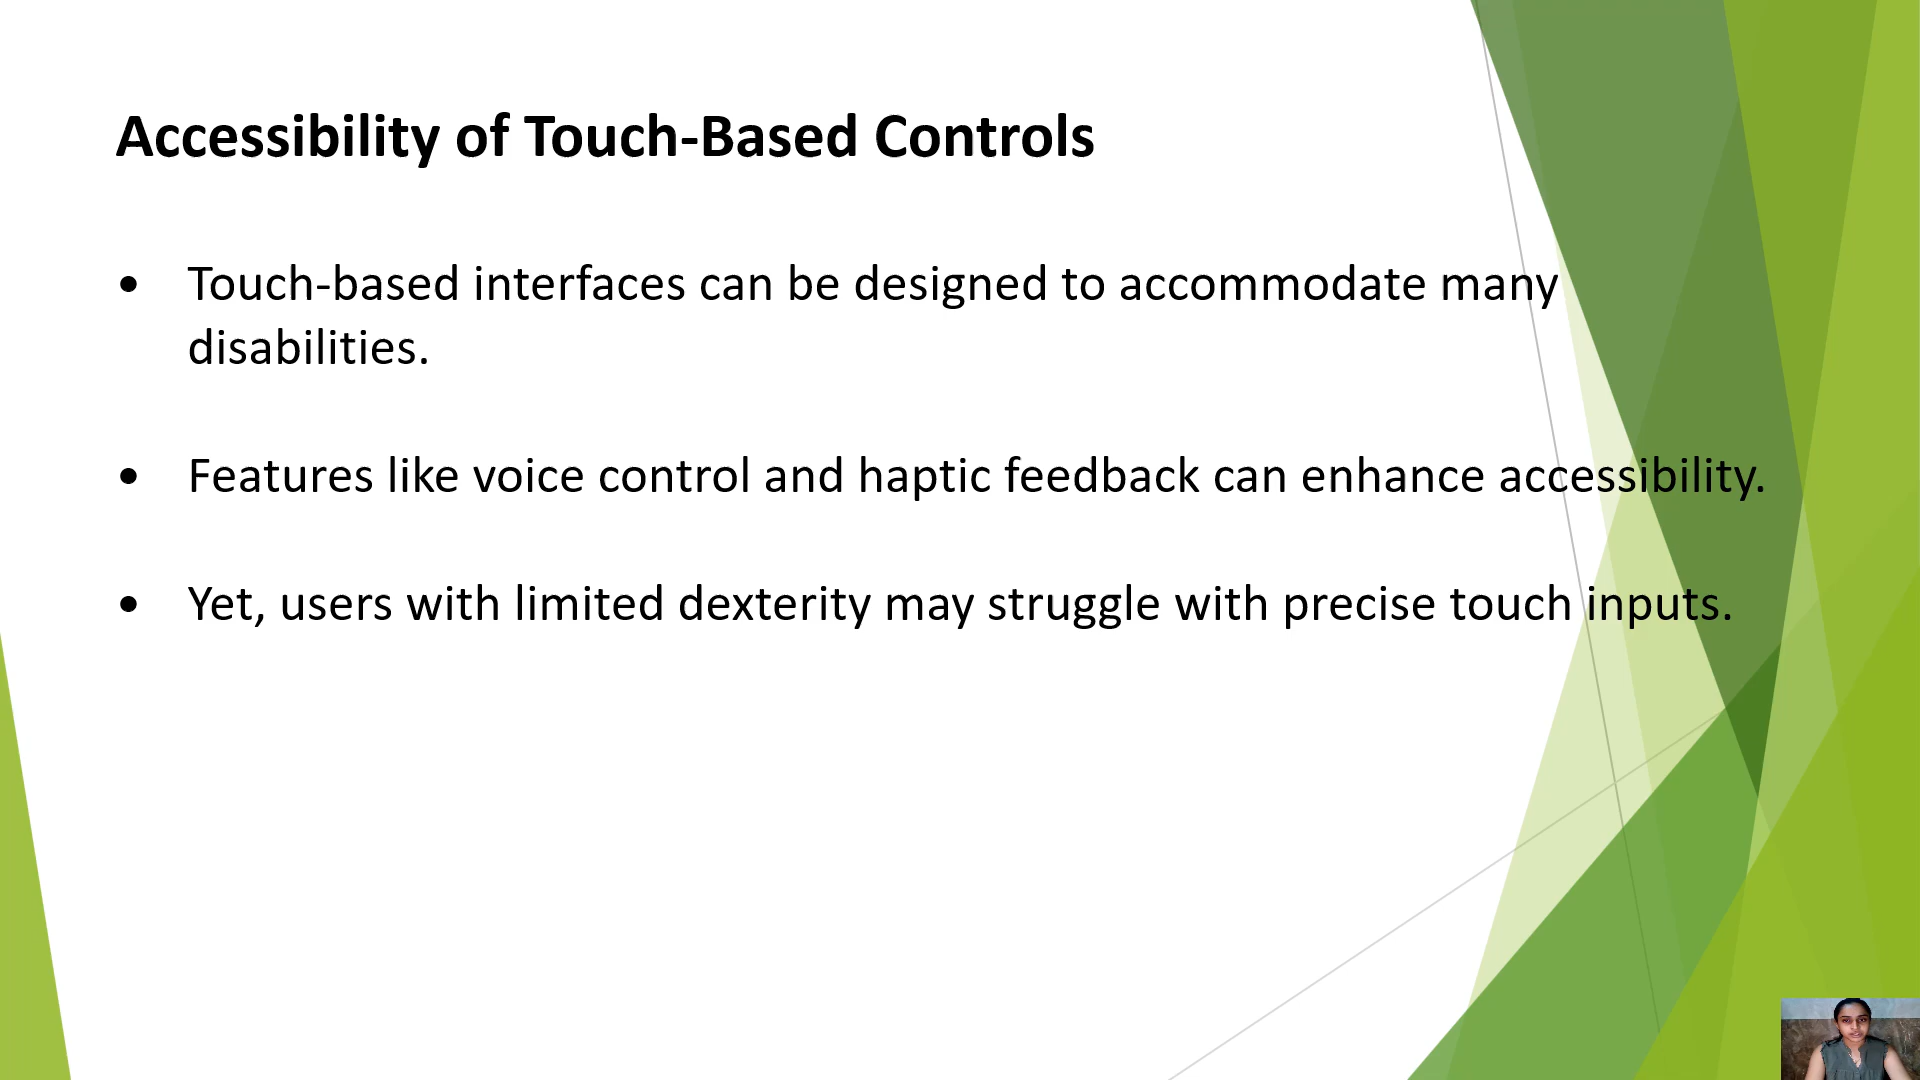 Accessibility of Touch-Based Controls
• Touch-based interfaces can be designed to accommodate many
disabilities.
• Features like voice control and haptic feedback can enhance accessibility.
• Yet, users with limited dexterity may struggle with precise touch inputs.